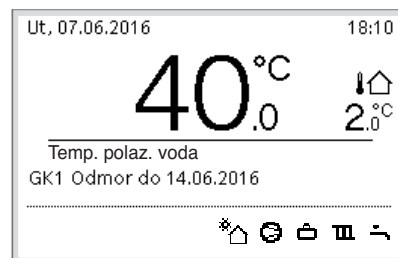 Ut, 07.06.2016 18:10
40.0 °C
2.0 °C
Temp. polaz. voda
GK1 Odmor do 14.06.2016